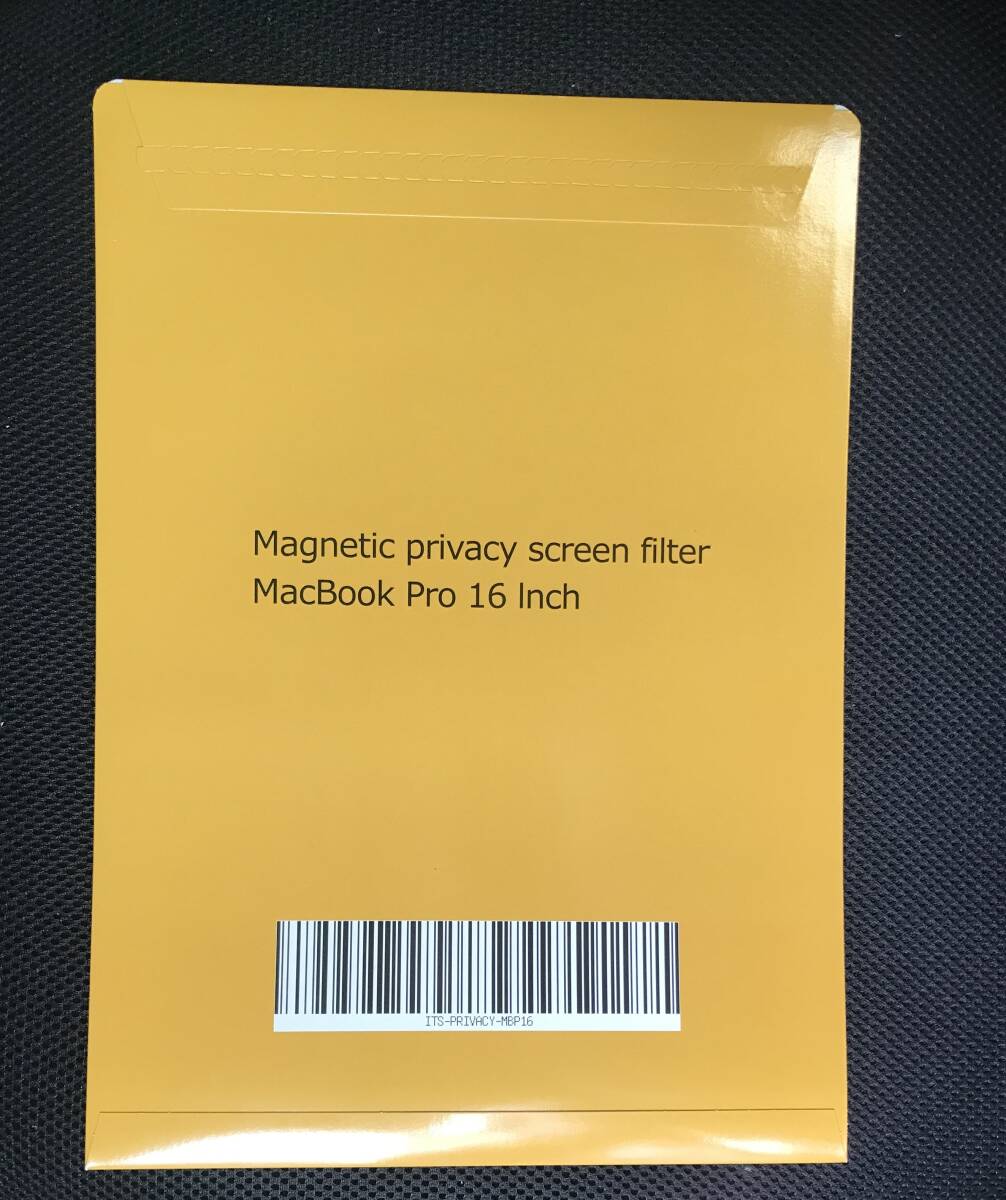 Magnetic privacy screen filter
MacBook Pro 16 Inch
ITS-PRIVACY-MBP16